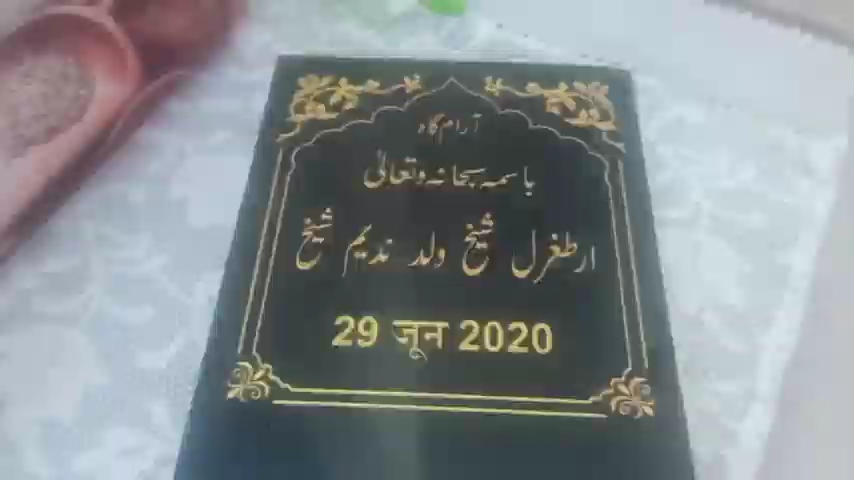 آرام گاہ
باسمہ سبحانہ وتعالیٰ
ارطغرل شیخ ولد ندیم شیخ
29 जून 2020